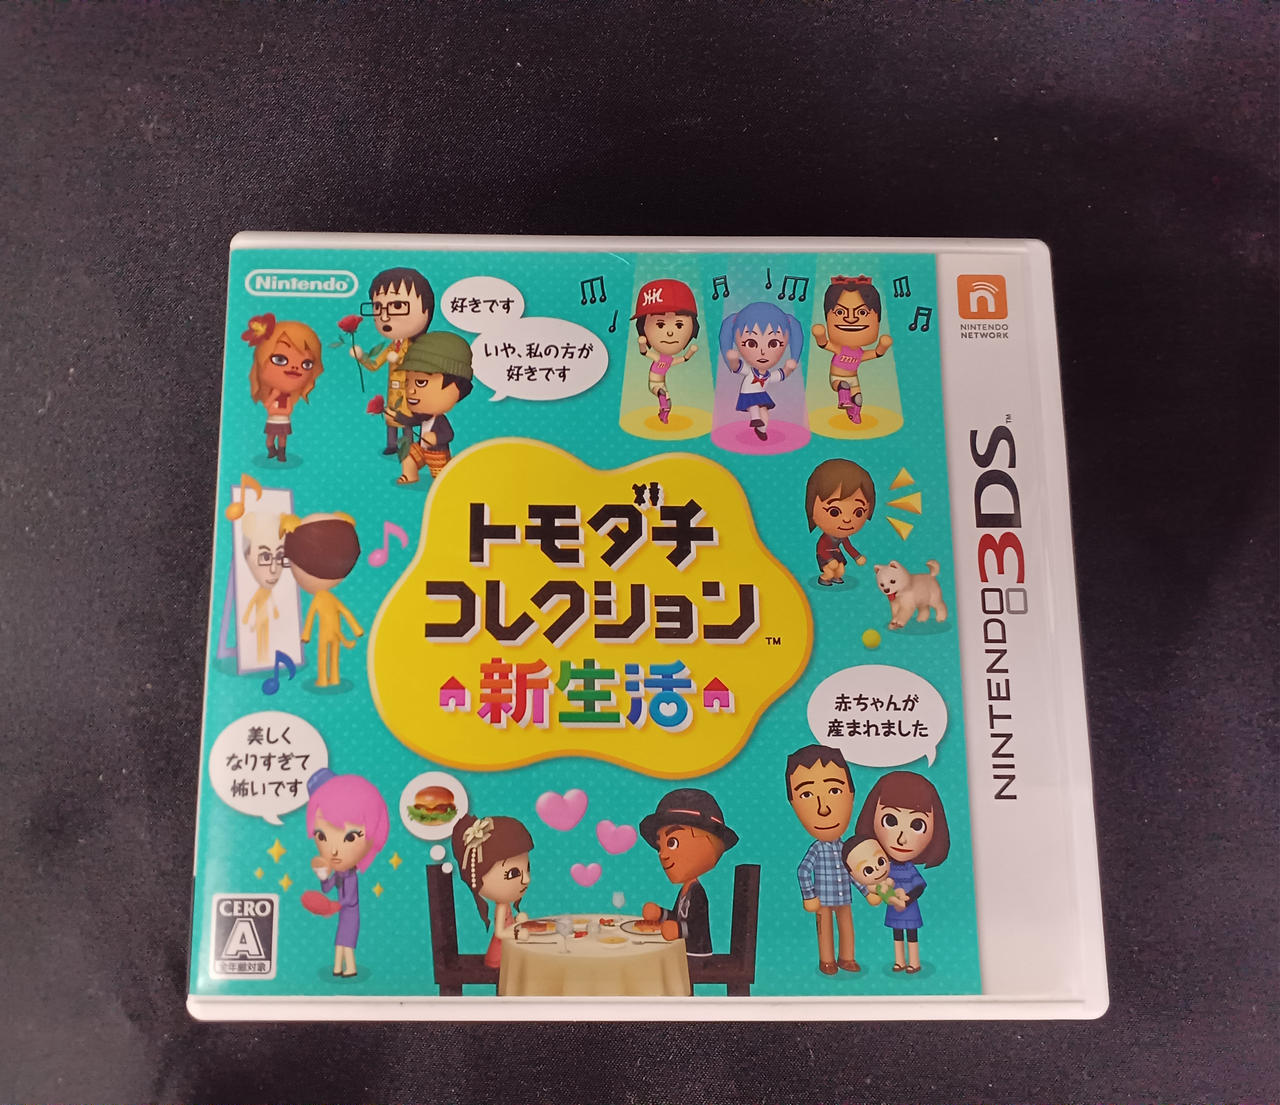 Nintendo
好きです
いや、私の方が
好きです
トモダチ
コレクション™
新生活
美しく
なりすぎて
怖いです
赤ちゃんが
産まれました
CERO
A
全年齢対象
NINTENDO
NETWORK
NINTENDO 3DS™